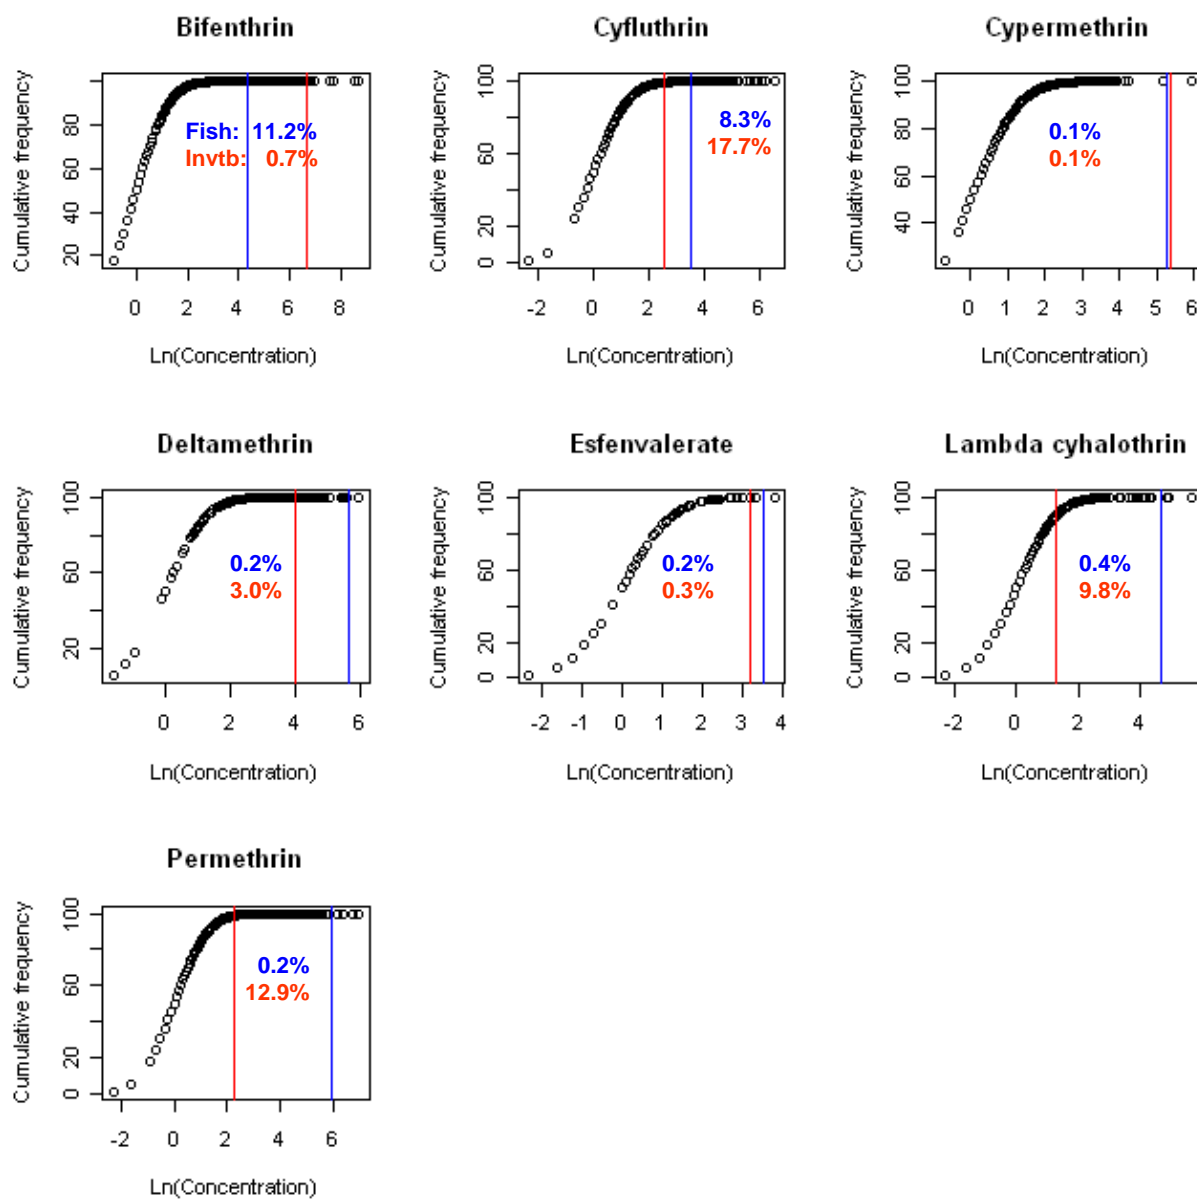 Bifenthrin
Cumulative frequency
20 40 60 80
Fish: 11.2%
Invtb: 0.7%
0 2 4 6 8
Ln(Concentration)
Cyfluthrin
Cumulative frequency
0 20 60 100
8.3%
17.7%
-2 0 2 4 6
Ln(Concentration)
Cypermethrin
Cumulative frequency
40 60 80 100
0.1%
0.1%
0 1 2 3 4 5 6
Ln(Concentration)
Deltamethrin
Cumulative frequency
20 60 100
0.2%
3.0%
0 2 4 6
Ln(Concentration)
Esfenvalerate
Cumulative frequency
0 20 60 100
0.2%
0.3%
-2 -1 0 1 2 3 4
Ln(Concentration)
Lambda cyhalothrin
Cumulative frequency
0 20 60 100
0.4%
9.8%
-2 0 2 4
Ln(Concentration)
Permethrin
Cumulative frequency
0 20 60 100
0.2%
12.9%
-2 0 2 4 6
Ln(Concentration)